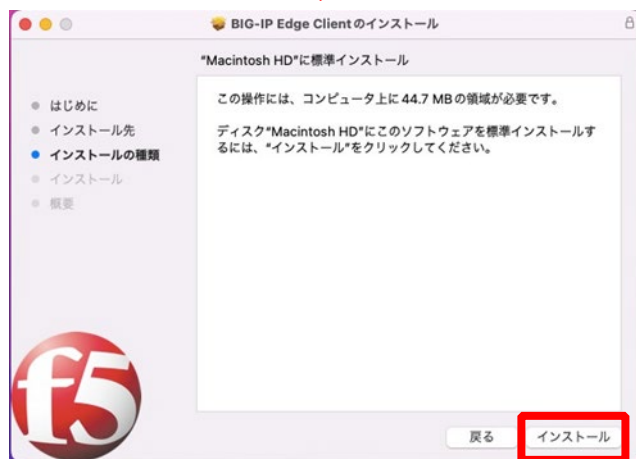 BIG-IP Edge Clientのインストール
"Macintosh HD"に標準インストール
はじめに
インストール先
インストールの種類
インストール
概要
この操作には、コンピュータ上に44.7 MBの領域が必要です。
ディスク"Macintosh HD"にこのソフトウェアを標準インストールす
るには、"インストール"をクリックしてください。
f5
戻る
インストール